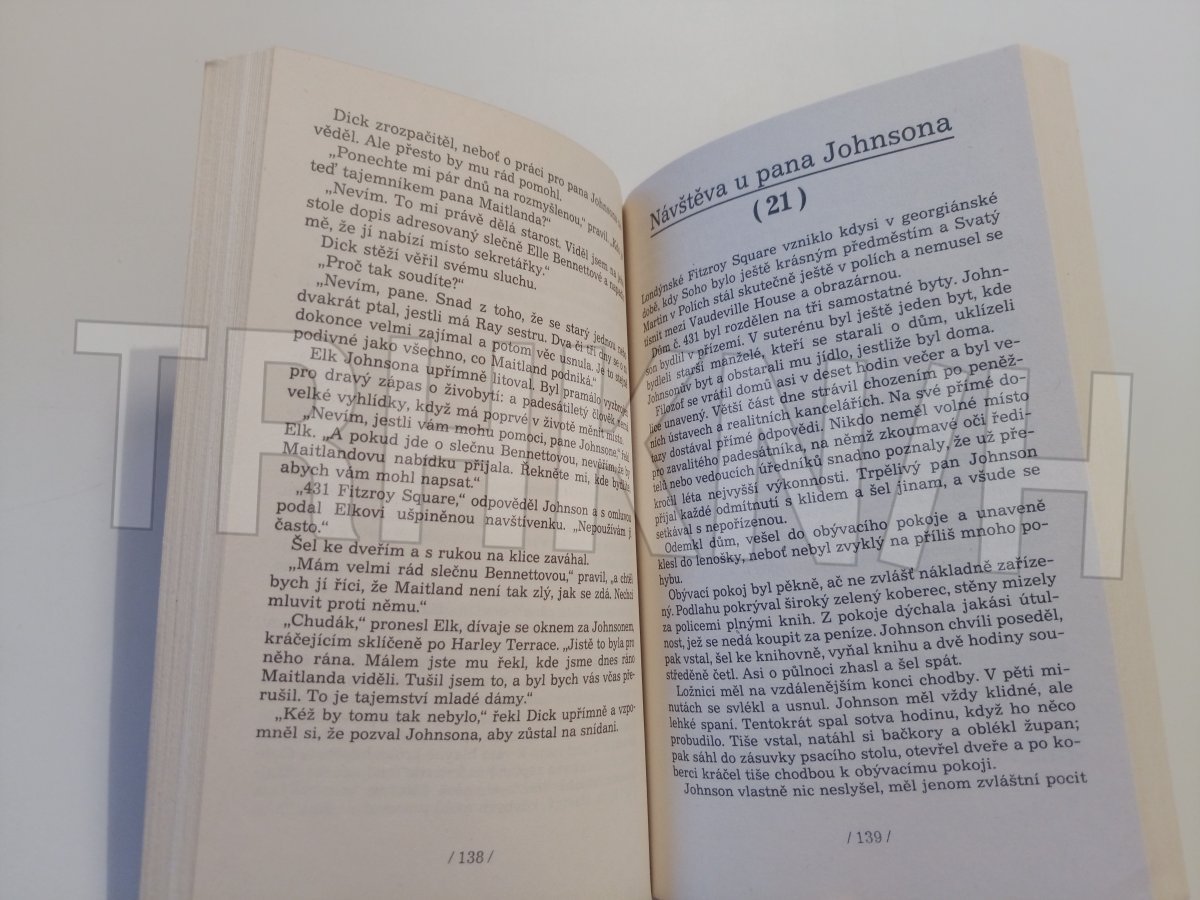 Dick zrozpačitěl, neboť o práci pro pana Johnsona
věděl. Ale přesto by mu rád pomohl.
„Ponechte mi pár dnů na rozmyšlenou,“ pravil.
teď tajemníkem pana Maitlanda?“
„Nevím. To mi právě dělá starost. Viděl jsem na
stole dopis adresovaný slečně Elle Bennettové a
mě, že jí nabízí místo sekretářky.“
Dick stěží věřil svému sluchu.
„Proč tak soudíte?“
„Nevím, pane. Snad z toho, že se starý jednou nebo
dvakrát ptal, jestli má Ray sestru. Dva či tři dny se o
dokonce velmi zajímal a potom věc usnula. Je to stejně
podivné jako všechno, co Maitland podniká.“
Elk Johnsona upřímně litoval. Byl pramálo vyzbrojen
pro dravý zápas o živobytí: a padesátiletý člověk nemá
velké vyhlídky, když má poprvé v životě měnit místo.
„Nevím, jestli vám mohu pomoci, pane Johnsone,“ řekl
Elk. „A pokud jde o slečnu Bennettovou, nevěřím, že by
Maitlandovu nabídku přijala. Řekněte mi, kde bydlíte,
abych vám mohl napsat.“
„431 Fitzroy Square,“ odpověděl Johnson a s omluvou
podal Elkovi ušpiněnou navštívenku. „Nepoužívám j
často.“
Šel ke dveřím a s rukou na klice zaváhal.
„Mám velmi rád slečnu Bennettovou,“ pravil, „a chtěl
bych jí říci, že Maitland není tak zlý, jak se zdá. Nechci
mluvit proti němu.“
„Chudák,“ pronesl Elk, dívaje se oknem za Johnsonem,
kráčejícím sklíčeně po Harley Terrace. „Jistě to byla pro
něho rána. Málem jste mu řekl, kde jsme dnes ráno
Maitlanda viděli. Tušil jsem to, a byl bych vás včas pře-
rušil. To je tajemství mladé dámy.“
„Kéž by tomu tak nebylo,“ řekl Dick upřímně a vzpo-
mněl si, že pozval Johnsona, aby zůstal na snídani.
/ 138 /
Návštěva u pana Johnsona
( 21 )
Londýnské Fitzroy Square vzniklo kdysi v georgiánské
době, kdy Soho bylo ještě krásným předměstím a Svatý
Martin v Polích stál skutečně ještě v polích a nemusel se
tísnit mezi Vaudeville House a obrazárnou.
Dům č. 431 byl rozdělen na tři samostatné byty. John-
son bydlil v přízemí. V suterénu byl ještě jeden byt, kde
bydleli starší manželé, kteří se starali o dům, uklízeli
Johnsonův byt a obstarali mu jídlo, jestliže byl doma.
Filozof se vrátil domů asi v deset hodin večer a byl ve-
lice unavený. Větší část dne strávil chozením po peněž-
ních ústavech a realitních kancelářích. Na své přímé do-
tazy dostával přímé odpovědi. Nikdo neměl volné místo
pro zavalitého padesátníka, na němž zkoumavé oči ředi-
telů nebo vedoucích úředníků snadno poznaly, že už pře-
kročil léta nejvyšší výkonnosti. Trpělivý pan Johnson
přijal každé odmítnutí s klidem a šel jinam, a všude se
setkával s nepořízenou.
Odemkl dům, vešel do obývacího pokoje a unaveně
klesl do lenošky, neboť nebyl zvyklý na příliš mnoho po-
hybu.
Obývací pokoj byl pěkně, ač ne zvlášť nákladně zaříze-
ný. Podlahu pokrýval široký zelený koberec, stěny mizely
za policemi plnými knih. Z pokoje dýchala jakási útul-
nost, jež se nedá koupit za peníze. Johnson chvíli poseděl,
pak vstal, šel ke knihovně, vyňal knihu a dvě hodiny sou-
středěně četl. Asi o půlnoci zhasl a šel spát.
Ložnici měl na vzdálenějším konci chodby. V pěti mi-
nutách se svlékl a usnul. Johnson měl vždy klidné, ale
lehké spaní. Tentokrát spal sotva hodinu, když ho něco
probudilo. Tiše vstal, natáhl si bačkory a oblékl župan;
pak sáhl do zásuvky psacího stolu, otevřel dveře a po ko-
berci kráčel tiše chodbou k obývacímu pokoji.
Johnson vlastně nic neslyšel, měl jenom zvláštní pocit
/ 139 /